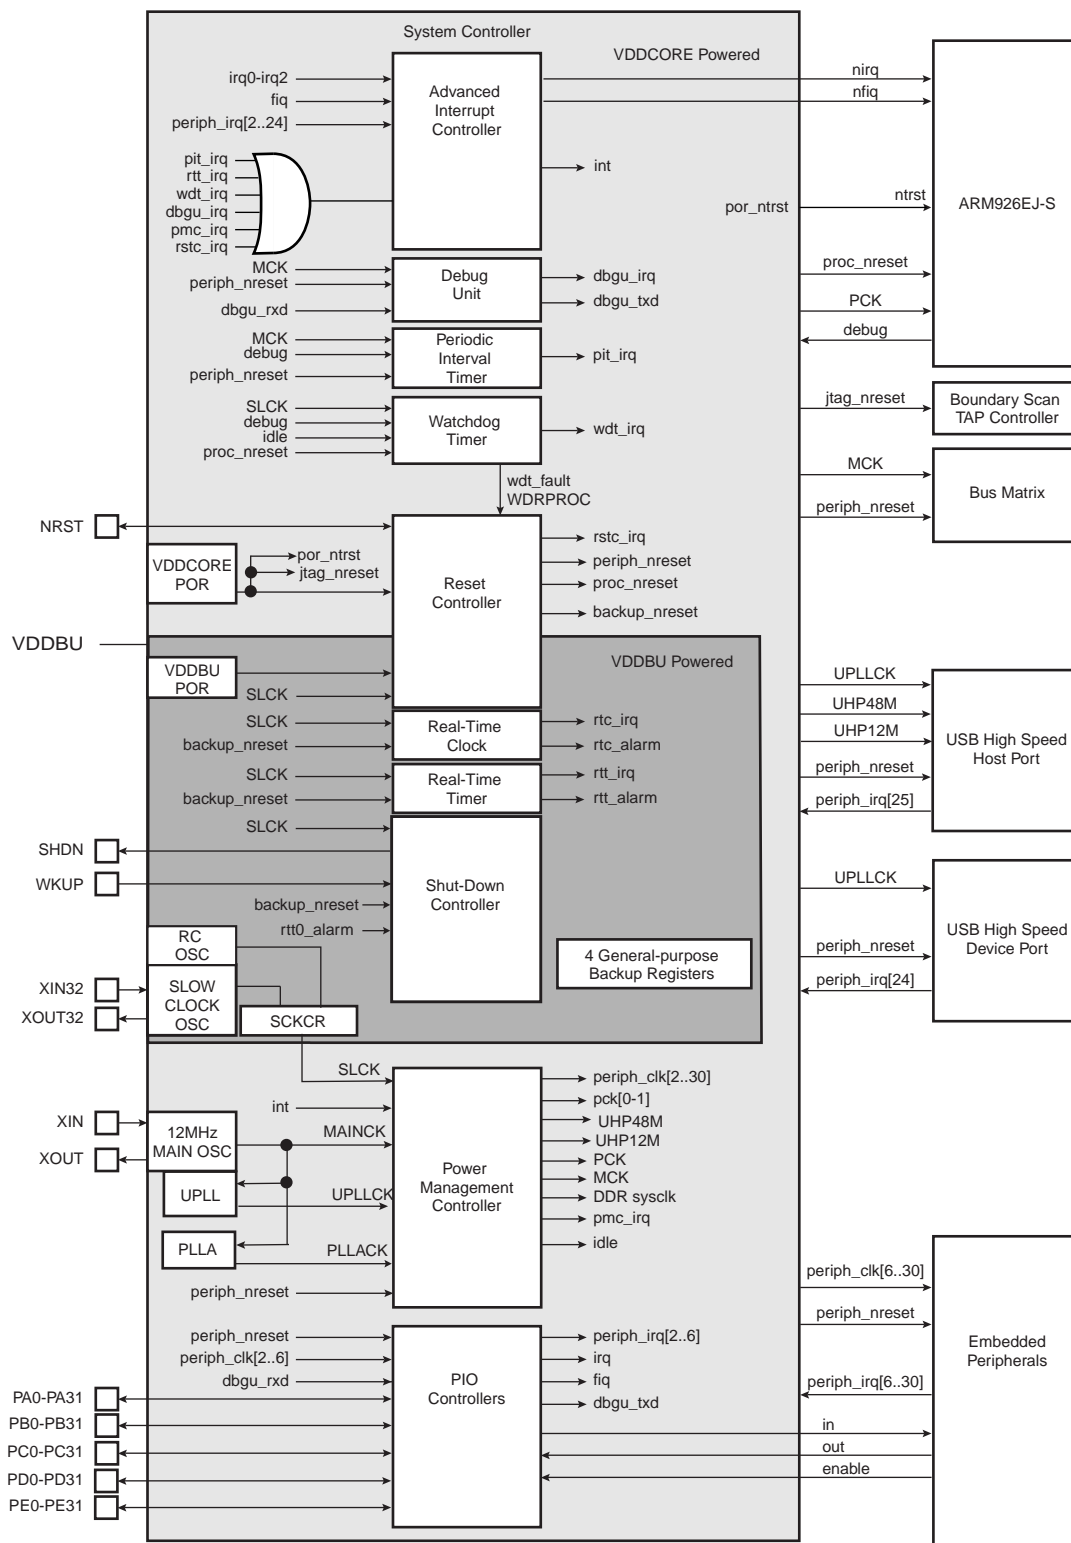 System Controller
VDDCORE Powered
irq0-irq2
fiq
periph_irq[2..24]
pit_irq
rtt_irq
wdt_irq
dbgu_irq
pmc_irq
rstc_irq
Advanced
Interrupt
Controller
int
nirq
nfiq
por_ntrst
ntrst
proc_nreset
PCK
debug
ARM926EJ-S
MCK
periph_nreset
dbgu_rxd
Debug
Unit
dbgu_irq
dbgu_txd
MCK
debug
periph_nreset
Periodic
Interval
Timer
pit_irq
SLCK
debug
idle
proc_nreset
Watchdog
Timer
wdt_irq
wdt_fault
WDRPROC
jtag_nreset
Boundary Scan
TAP Controller
MCK
periph_nreset
Bus Matrix
NRST
VDDCORE
POR
por_ntrst
jtag_nreset
Reset
Controller
rstc_irq
periph_nreset
proc_nreset
backup_nreset
VDDBU
VDDBU Powered
VDDBU
POR
SLCK
SLCK
backup_nreset
Real-Time
Clock
rtc_irq
rtc_alarm
SLCK
backup_nreset
Real-Time
Timer
rtt_irq
rtt_alarm
SLCK
SHDN
WKUP
backup_nreset
rtt0_alarm
Shut-Down
Controller
4 General-purpose
Backup Registers
RC
OSC
XIN32
XOUT32
SLOW
CLOCK
OSC
SCKCR
UPLLCK
UHP48M
UHP12M
periph_nreset
periph_irq[25]
USB High Speed
Host Port
UPLLCK
periph_nreset
periph_irq[24]
USB High Speed
Device Port
SLCK
int
XIN
XOUT
12MHz
MAIN OSC
MAINCK
UPLL
UPLLCK
PLLA
PLLACK
periph_nreset
Power
Management
Controller
periph_clk[2..30]
pck[0-1]
UHP48M
UHP12M
PCK
MCK
DDR sysclk
pmc_irq
idle
periph_nreset
periph_clk[2..6]
dbgu_rxd
PA0-PA31
PB0-PB31
PC0-PC31
PD0-PD31
PE0-PE31
PIO
Controllers
periph_irq[2..6]
irq
fiq
dbgu_txd
periph_clk[6..30]
periph_nreset
periph_irq[6..30]
in
out
enable
Embedded
Peripherals